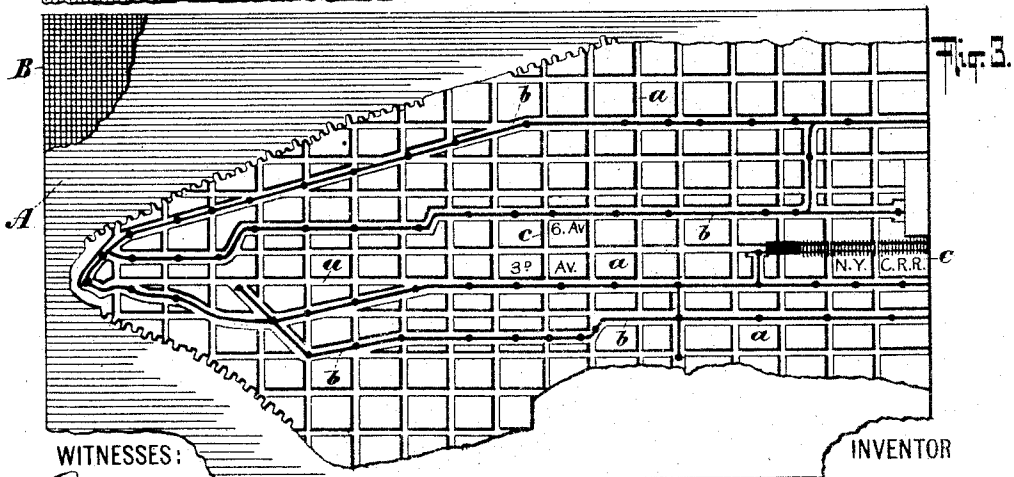 B
Fig. 3.
b
a
A
c
6. Av
b
a
3D
Av.
a
N.Y.
C.R.R.
c
b
a
b
WITNESSES:
INVENTOR